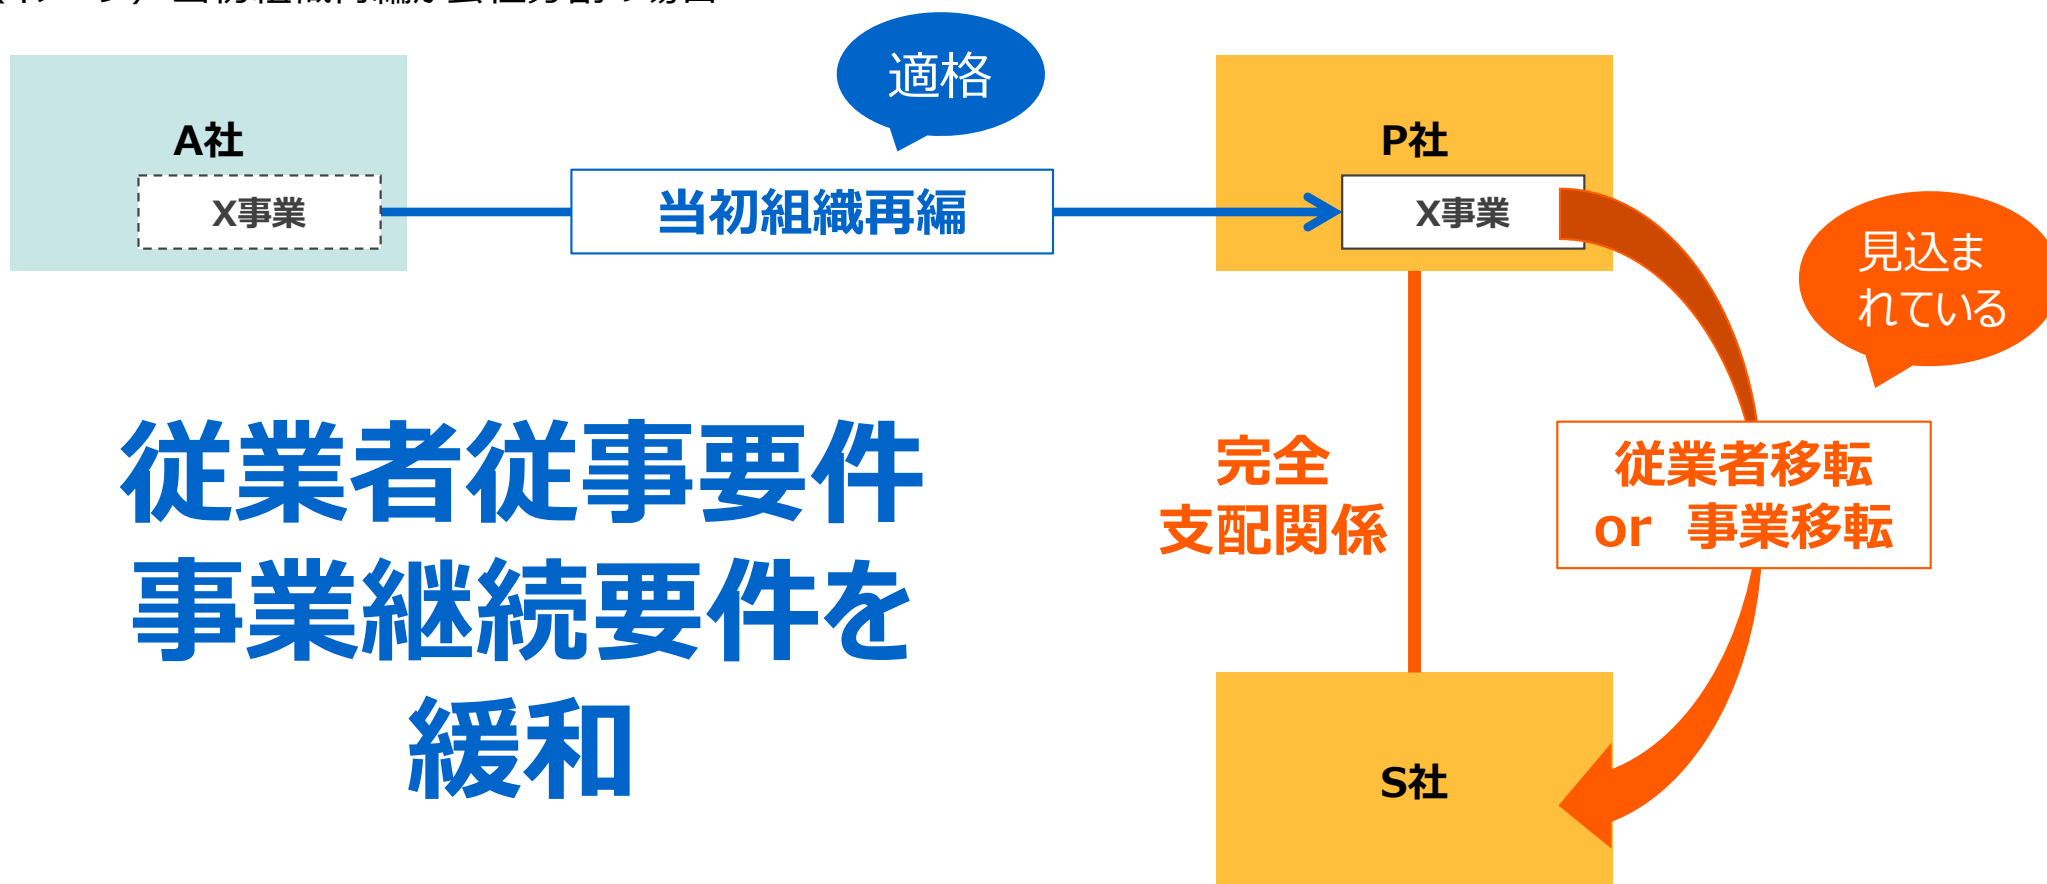 適格
A社
X事業
当初組織再編
P社
X事業
見込ま
れている
従業者従事要件
事業継続要件を
緩和
完全
支配関係
従業者移転
or 事業移転
S社